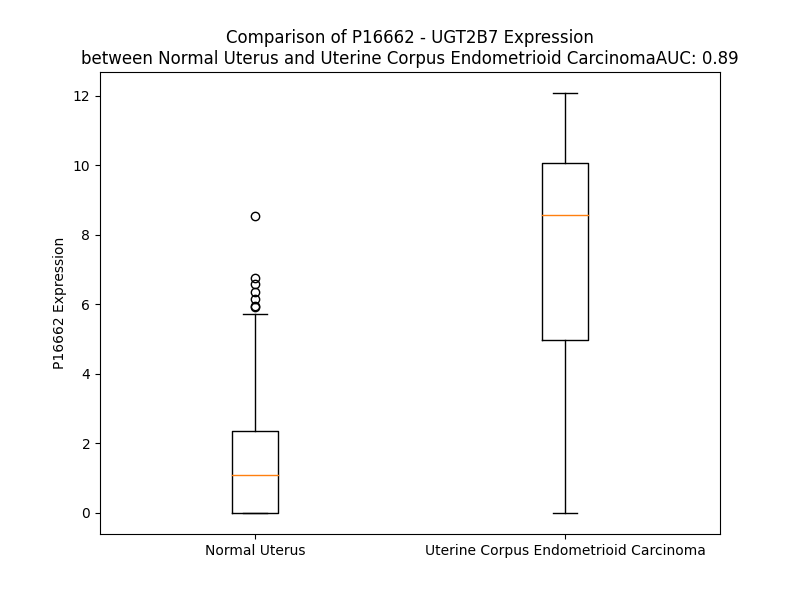 Comparison of P16662 - UGT2B7 Expression
between Normal Uterus and Uterine Corpus Endometrioid CarcinomaAUC: 0.89
12
10
8
6
4
2
0
P16662 Expression
Normal Uterus
Uterine Corpus Endometrioid Carcinoma